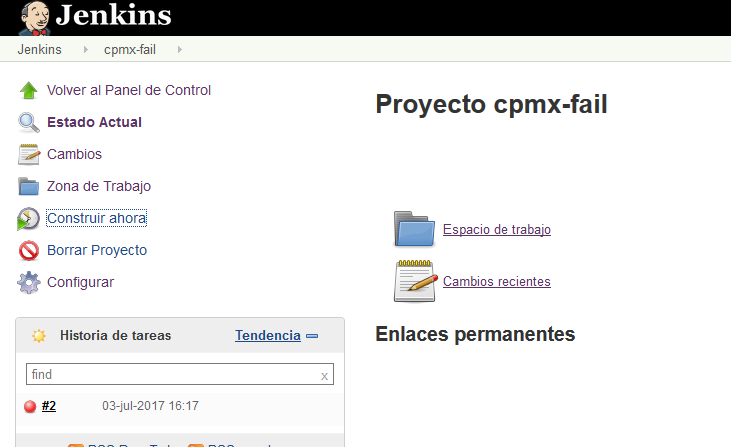 Jenkins
Jenkins cpmx-fail
Volver al Panel de Control
Estado Actual
Cambios
Zona de Trabajo
Construir ahora
Borrar Proyecto
Configurar
Historia de tareas Tendencia
find x
#2 03-jul-2017 16:17
Proyecto cpmx-fail
Espacio de trabajo
Cambios recientes
Enlaces permanentes